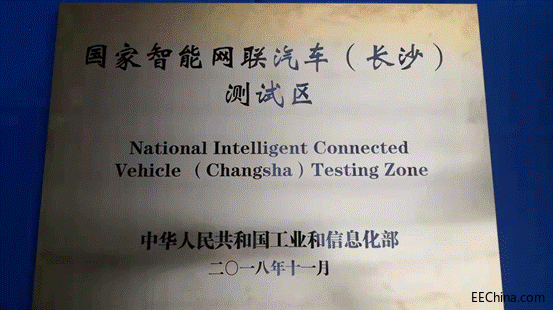 国家智能网联汽车（长沙）
测试区
National Intelligent Connected
Vehicle （Changsha）Testing Zone
中华人民共和国工业和信息化部
二〇一八年十一月
EEChina.com